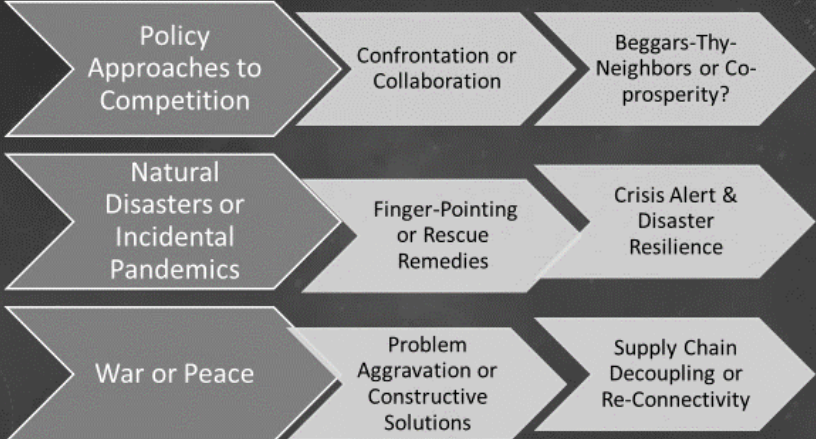 Policy
Approaches to
Competition
Confrontation or
Collaboration
Beggars-Thy-
Neighbors or Co-
prosperity?
Natural
Disasters or
Incidental
Pandemics
Finger-Pointing
or Rescue
Remedies
Crisis Alert &
Disaster
Resilience
War or Peace
Problem
Aggravation or
Constructive
Solutions
Supply Chain
Decoupling or
Re-Connectivity